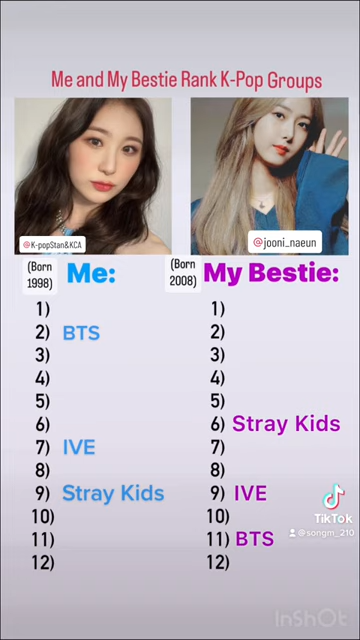 Me and My Bestie Rank K-Pop Groups
@K-popStan&KCA
@jooni_naeun
(Born 1998)
Me:
(Born 2008)
My Bestie:
1)
2) BTS
3)
4)
5)
6)
7) IVE
8)
9) Stray Kids
10)
11)
12)
1)
2)
3)
4)
5)
6) Stray Kids
7)
8)
9) IVE
10)
11) BTS
12)
TikTok
@songm_210
InShOt